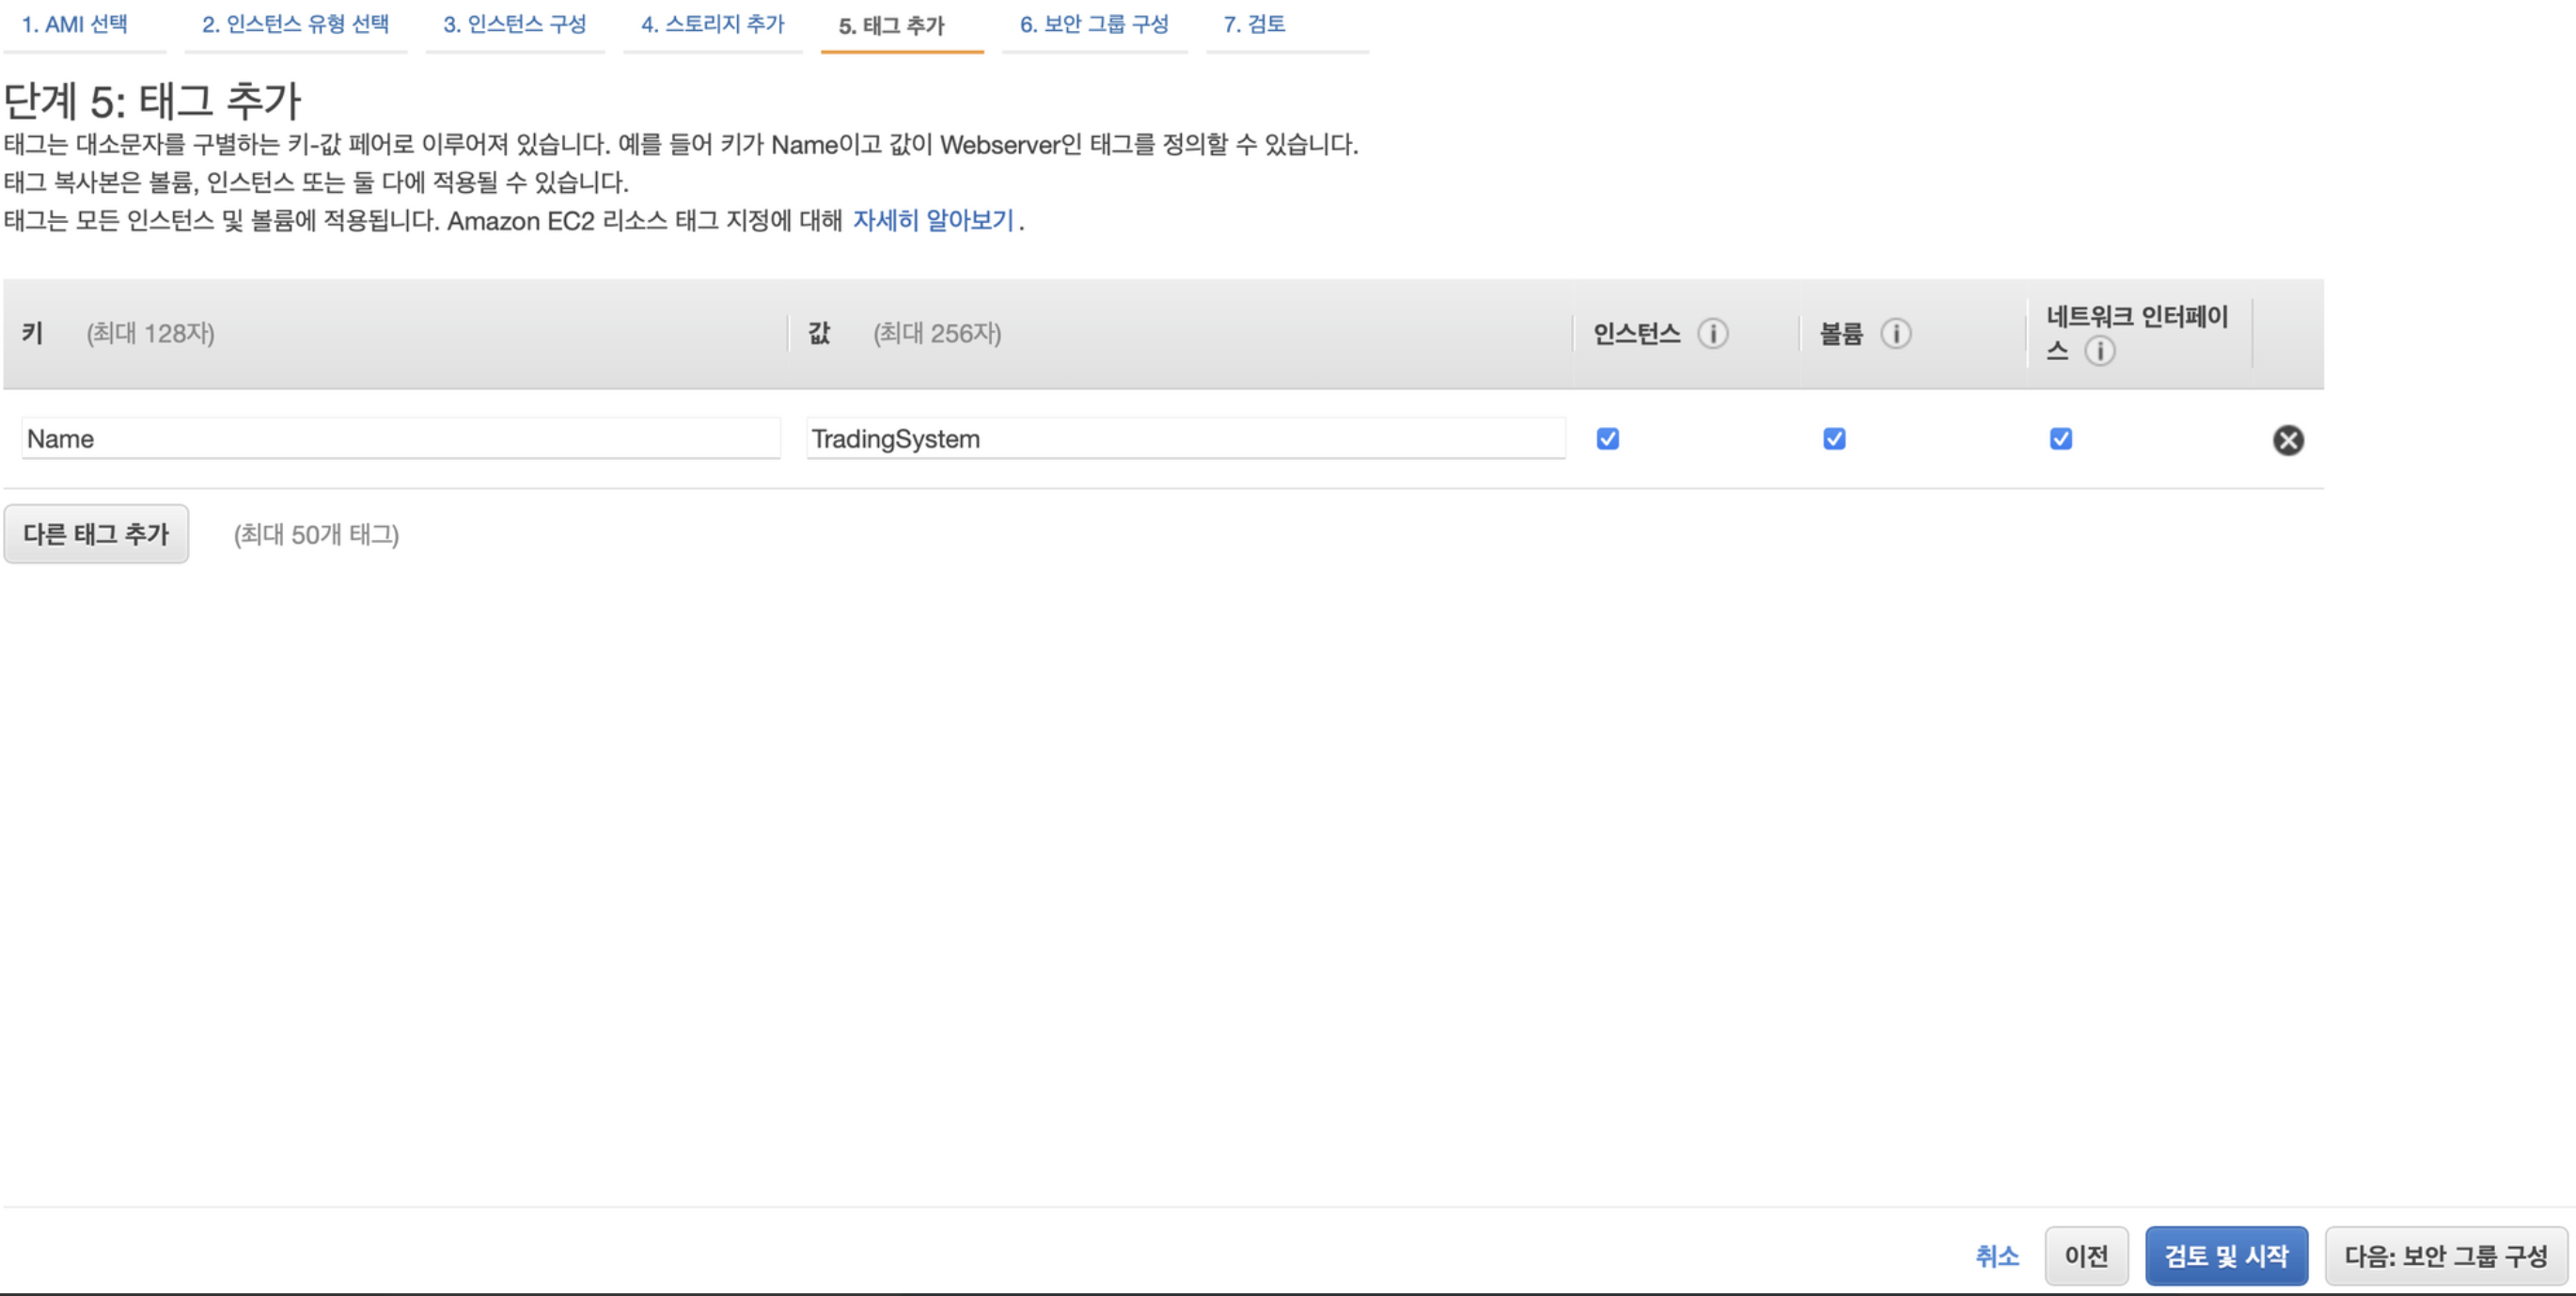 1. AMI 선택 2. 인스턴스 유형 선택 3. 인스턴스 구성 4. 스토리지 추가 5. 태그 추가 6. 보안 그룹 구성 7. 검토
단계 5: 태그 추가
태그는 대소문자를 구별하는 키-값 페어로 이루어져 있습니다. 예를 들어 키가 Name이고 값이 Webserver인 태그를 정의할 수 있습니다.
태그 복사본은 볼륨, 인스턴스 또는 둘 다에 적용될 수 있습니다.
태그는 모든 인스턴스 및 볼륨에 적용됩니다. Amazon EC2 리소스 태그 지정에 대해 자세히 알아보기.
키 (최대 128자) 값 (최대 256자) 인스턴스 i 볼륨 i 네트워크 인터페이
스 i
Name TradingSystem
다른 태그 추가 (최대 50개 태그)
취소 이전 검토 및 시작 다음: 보안 그룹 구성